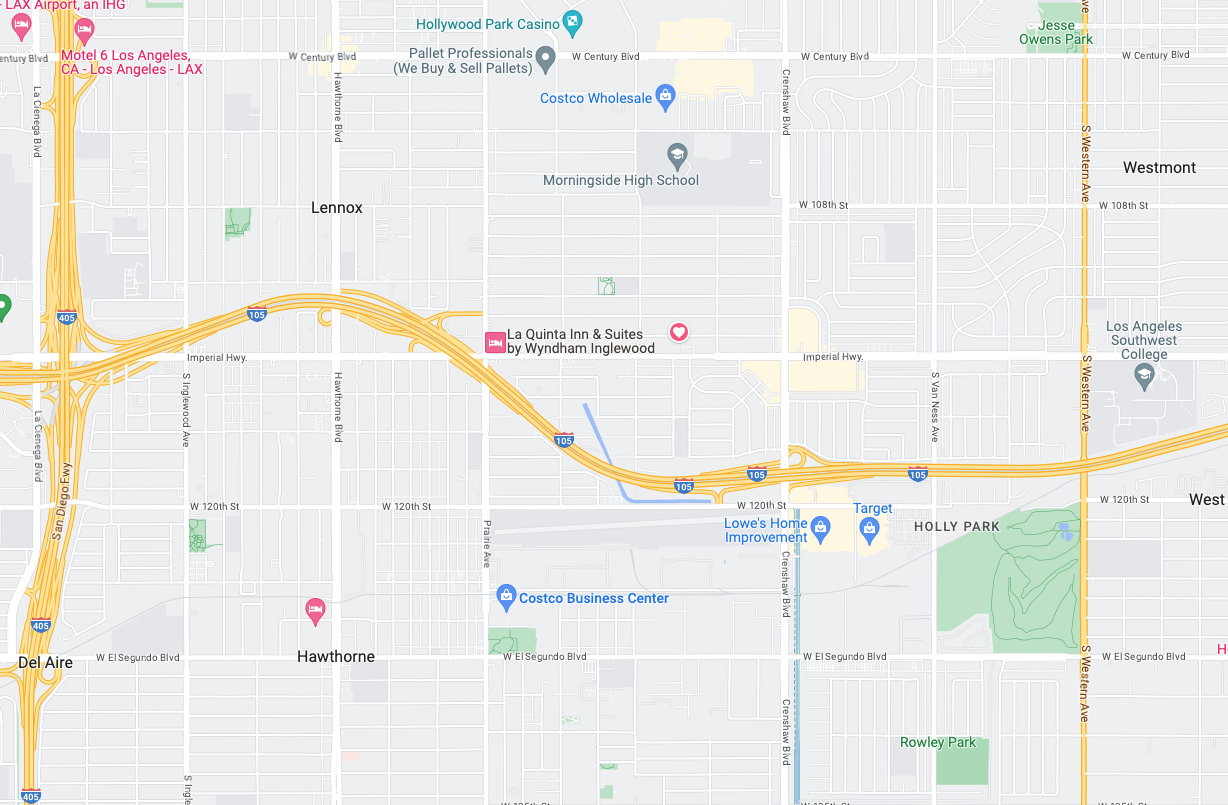 - LAX Airport, an IHG
Motel 6 Los Angeles,
CA - Los Angeles - LAX
entury Blvd
W Century Blvd
Hollywood Park Casino
Pallet Professionals
(We Buy & Sell Pallets)
W Century Blvd
W Century Blvd
Jesse
Owens Park
ve
La Cienega Blvd
Hawthorne Blvd
Costco Wholesale
Crenshaw Blvd
S Western Ave
Westmont
Morningside High School
Lennox
W 108th St
W 108th St
405
105
La Quinta Inn & Suites
by Wyndham Inglewood
Los Angeles
Southwest
College
Imperial Hwy.
Imperial Hwy.
S Inglewood Ave
Hawthorne Blvd
S Van Ness Ave
S Western Ave
La Cienega Blvd
105
105
105
105
San Diego Fwy
W 120th St
W 120th St
W 120th St
W 120th St
West
Prairie Ave
Lowe's Home
Improvement
Target
HOLLY PARK
Crenshaw Blvd
Costco Business Center
405
Del Aire
W El Segundo Blvd
Hawthorne
W El Segundo Blvd
W El Segundo Blvd
W El Segundo Blvd
H
S Western Ave
Crenshaw Blvd
Rowley Park
S Ingle
405